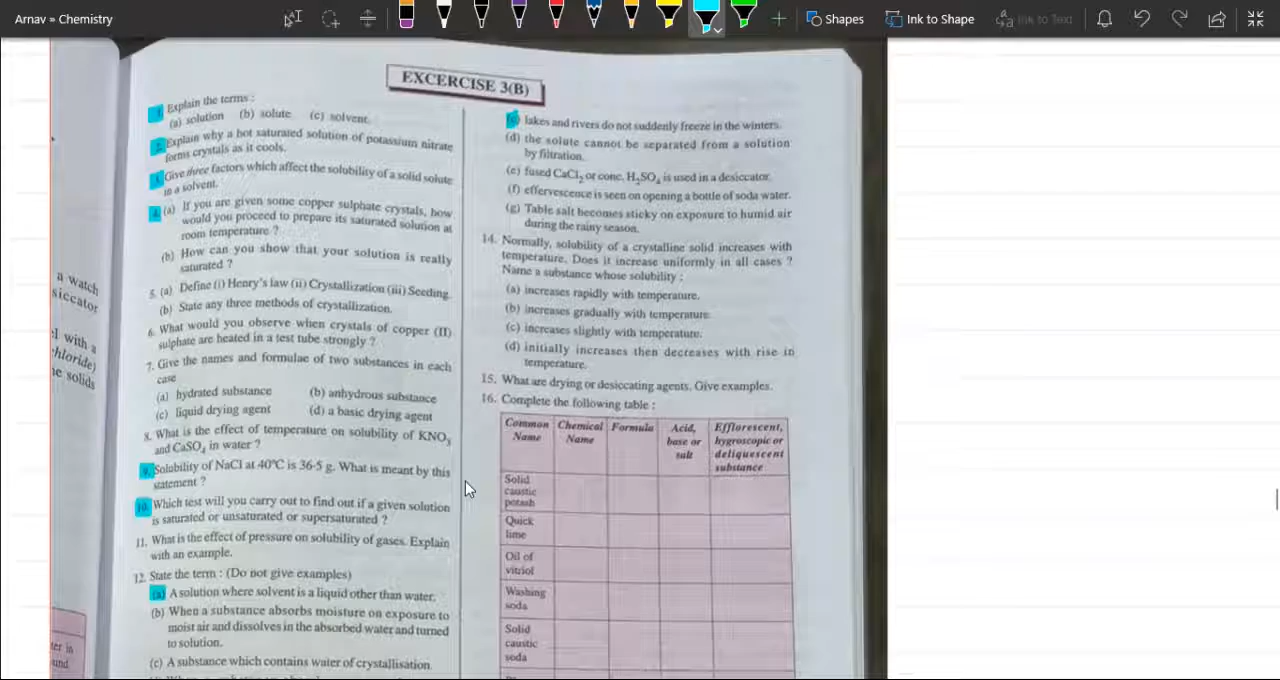 Arnav » Chemistry
Shapes
Ink to Shape
Ink to Text
a watch
siccator
with a
chloride)
e solids
ter in
und
EXCERCISE 3(B)
1. Explain the terms :
(a) solution (b) solute (c) solvent.
2. Explain why a hot saturated solution of potassium nitrate
forms crystals as it cools.
3. Give three factors which affect the solubility of a solid solute
in a solvent.
4. (a) If you are given some copper sulphate crystals, how
would you proceed to prepare its saturated solution at
room temperature ?
(b) How can you show that your solution is really
saturated ?
5. (a) Define (i) Henry's law (ii) Crystallization (iii) Seeding.
(b) State any three methods of crystallization.
6. What would you observe when crystals of copper (II)
sulphate are heated in a test tube strongly ?
7. Give the names and formulae of two substances in each
case
(a) hydrated substance (b) anhydrous substance
(c) liquid drying agent (d) a basic drying agent
8. What is the effect of temperature on solubility of KNO₃
and CaSO₄ in water ?
9. Solubility of NaCl at 40°C is 36·5 g. What is meant by this
statement ?
10. Which test will you carry out to find out if a given solution
is saturated or unsaturated or supersaturated ?
11. What is the effect of pressure on solubility of gases. Explain
with an example.
12. State the term : (Do not give examples)
(a) A solution where solvent is a liquid other than water.
(b) When a substance absorbs moisture on exposure to
moist air and dissolves in the absorbed water and turned
to solution.
(c) A substance which contains water of crystallisation.
(c) lakes and rivers do not suddenly freeze in the winters.
(d) the solute cannot be separated from a solution
by filtration.
(e) fused CaCl₂ or conc. H₂SO₄ is used in a desiccator.
(f) effervescence is seen on opening a bottle of soda water.
(g) Table salt becomes sticky on exposure to humid air
during the rainy season.
14. Normally, solubility of a crystalline solid increases with
temperature. Does it increase uniformly in all cases ?
Name a substance whose solubility :
(a) increases rapidly with temperature.
(b) increases gradually with temperature.
(c) increases slightly with temperature.
(d) initially increases then decreases with rise in
temperature.
15. What are drying or desiccating agents. Give examples.
16. Complete the following table :
Common Chemical Formula Acid, Efflorescent,
Name Name base or hygroscopic or
salt deliquescent
substance
Solid
caustic
potash
Quick
lime
Oil of
vitriol
Washing
soda
Solid
caustic
soda